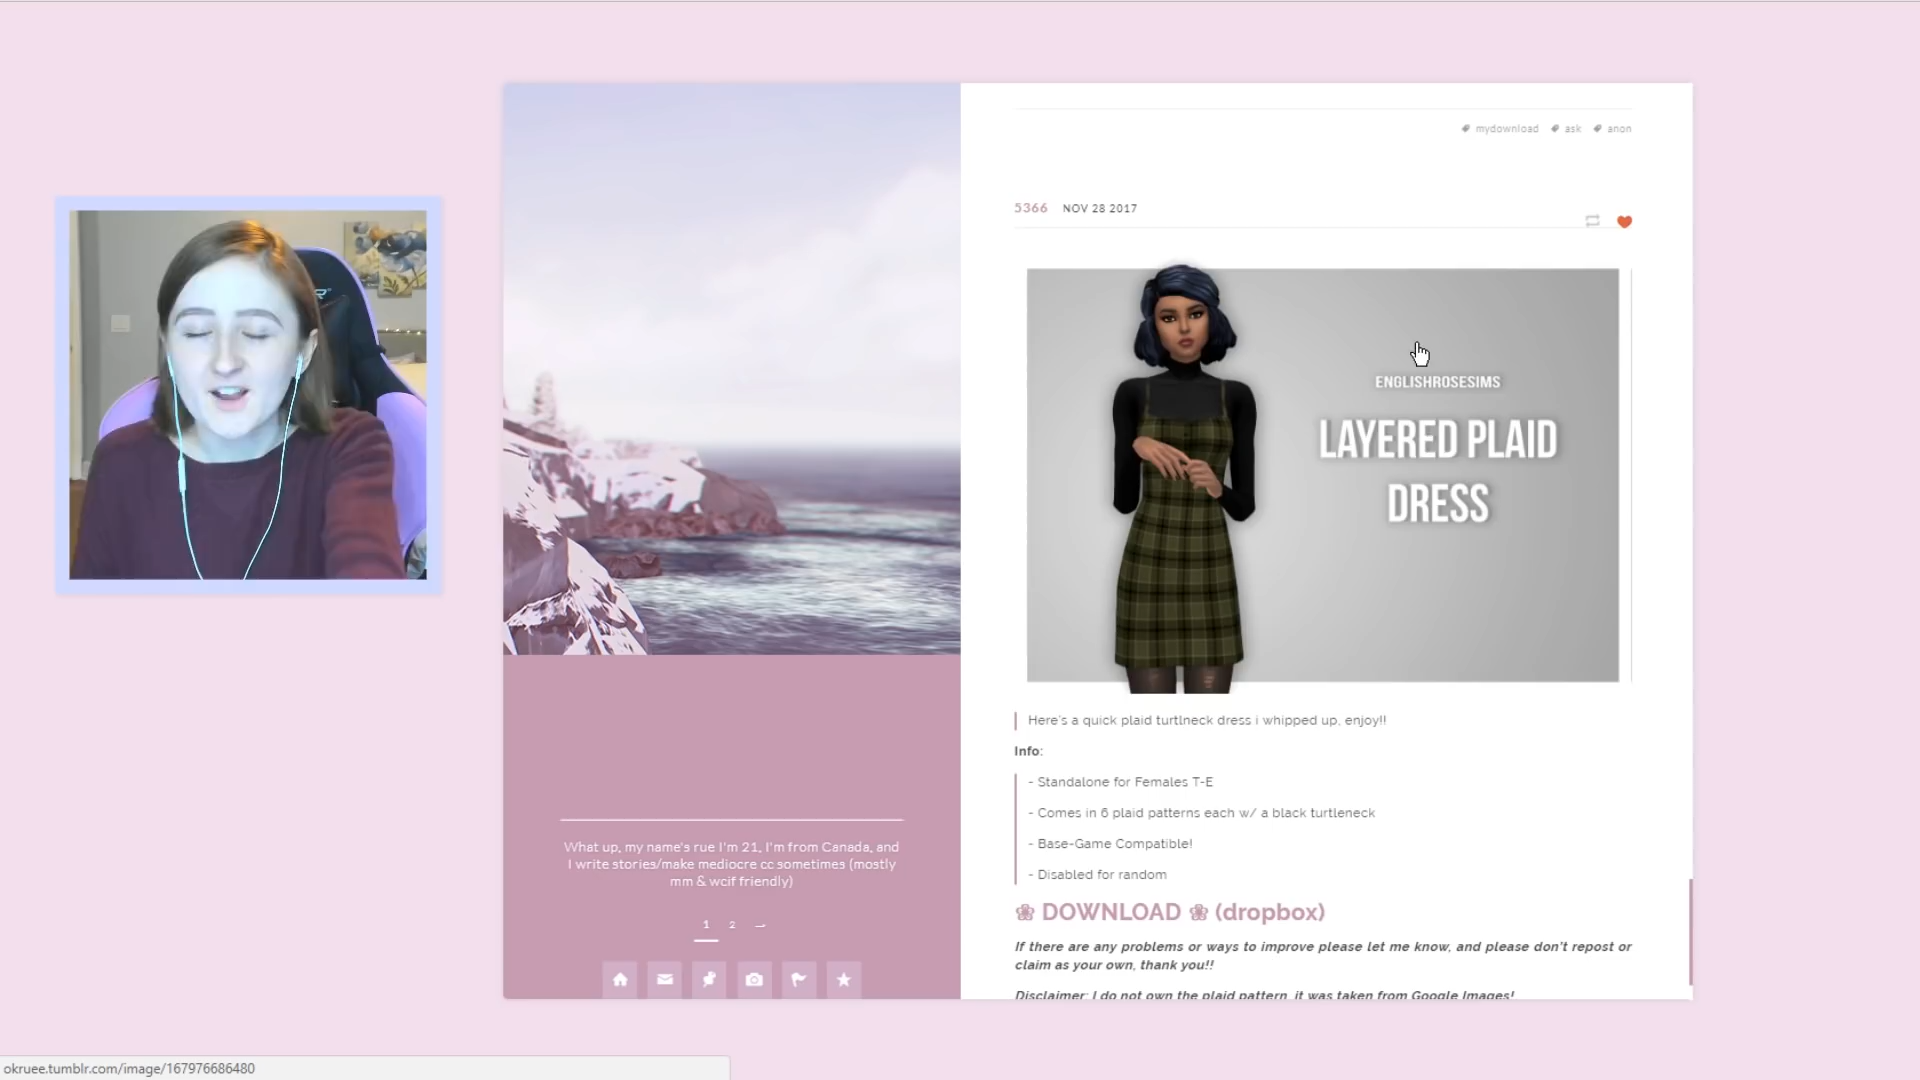 mydownload ask anon
5366 NOV 28 2017
ENGLISHROSESIMS
LAYERED PLAID
DRESS
Here's a quick plaid turtlneck dress i whipped up, enjoy!!
Info:
- Standalone for Females T-E
- Comes in 6 plaid patterns each w/ a black turtleneck
- Base-Game Compatible!
- Disabled for random
❀ DOWNLOAD ❀ (dropbox)
If there are any problems or ways to improve please let me know, and please don't repost or
claim as your own, thank you!!
Disclaimer: I do not own the plaid pattern, it was taken from Google Images!
What up, my name's rue I'm 21, I'm from Canada, and
I write stories/make mediocre cc sometimes (mostly
mm & wcif friendly)
1 2 →
okruee.tumblr.com/image/167976686480